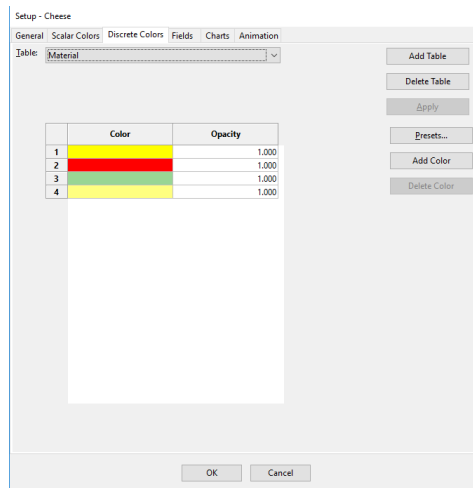 Setup - Cheese
General Scalar Colors Discrete Colors Fields Charts Animation
Table: Material
Add Table
Delete Table
Apply
Presets...
Add Color
Delete Color
Color Opacity
1 1.000
2 1.000
3 1.000
4 1.000
OK Cancel